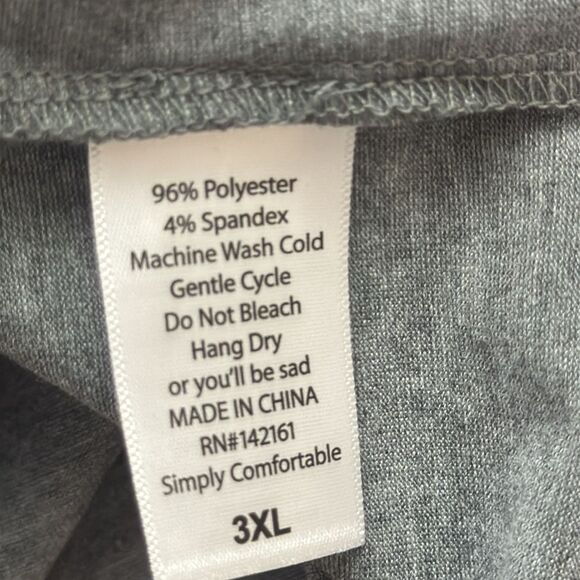 96% Polyester
4% Spandex
Machine Wash Cold
Gentle Cycle
Do Not Bleach
Hang Dry
or you'll be sad
MADE IN CHINA
RN#142161
Simply Comfortable
3XL